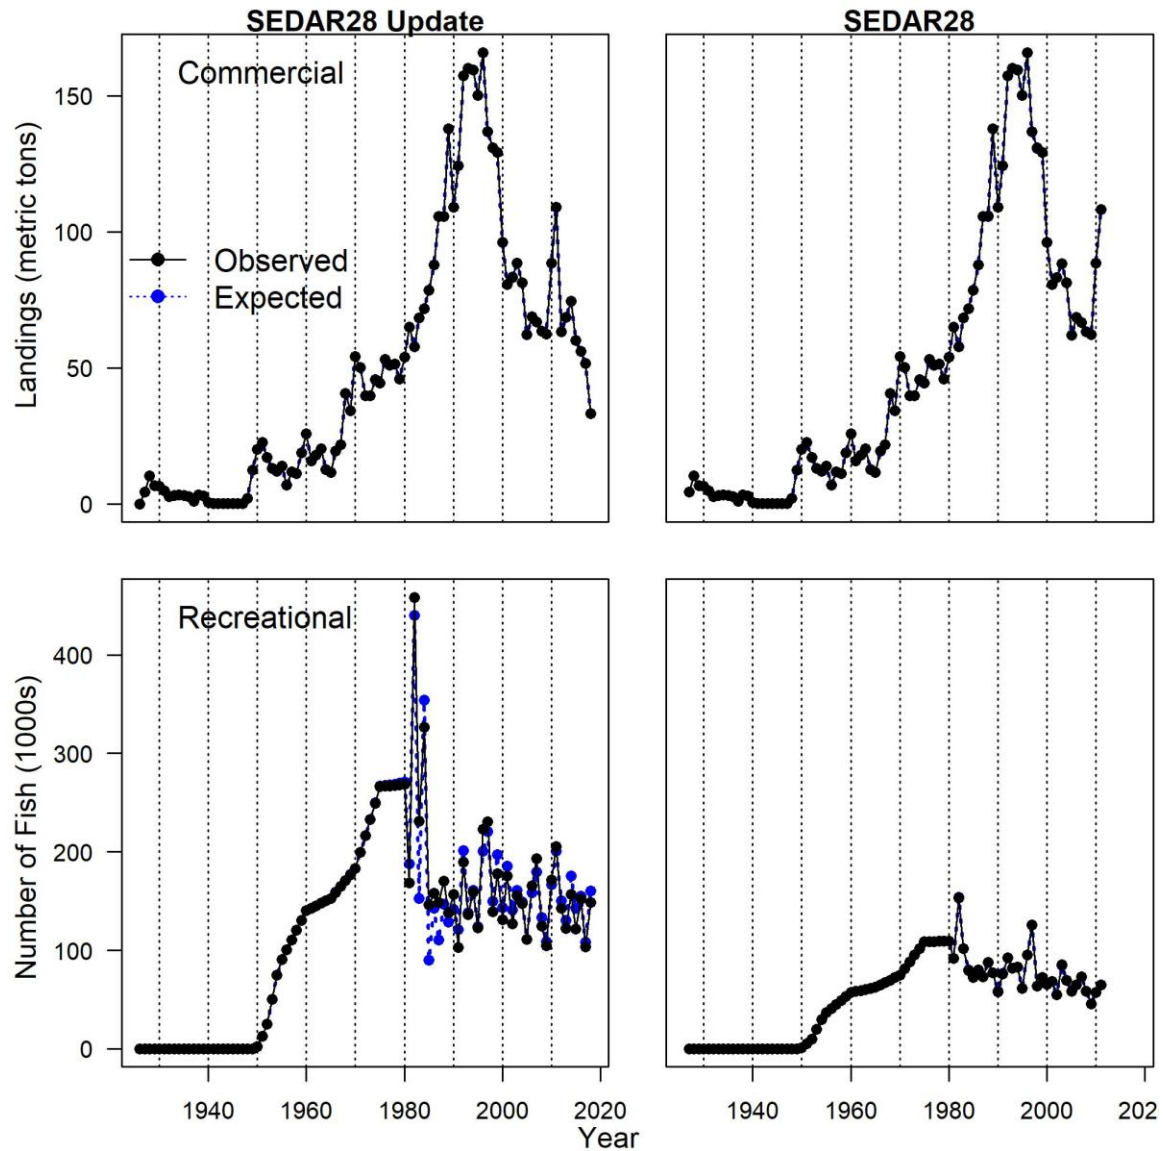 SEDAR28 Update
SEDAR28
Commercial
Landings (metric tons)
150
100
50
0
Observed
Expected
Recreational
Number of Fish (1000s)
400
300
200
100
0
1940 1960 1980 2000 2020
1940 1960 1980 2000 202
Year